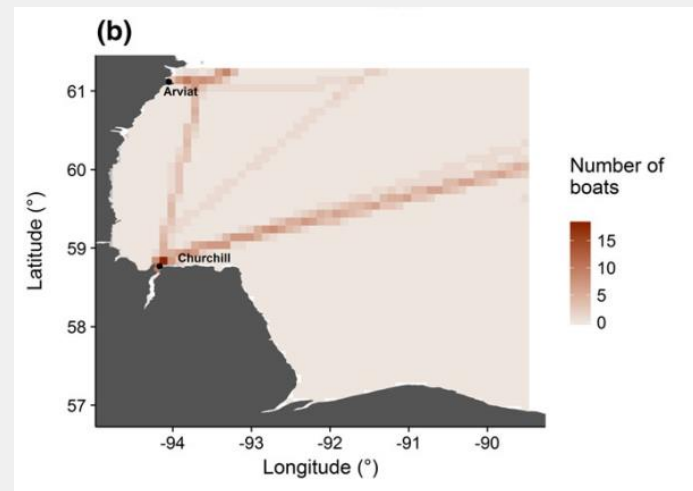 (b)
61
60
59
58
57
Latitude (°)
Arviat
Churchill
-94
-93
-92
-91
-90
Longitude (°)
Number of
boats
15
10
5
0